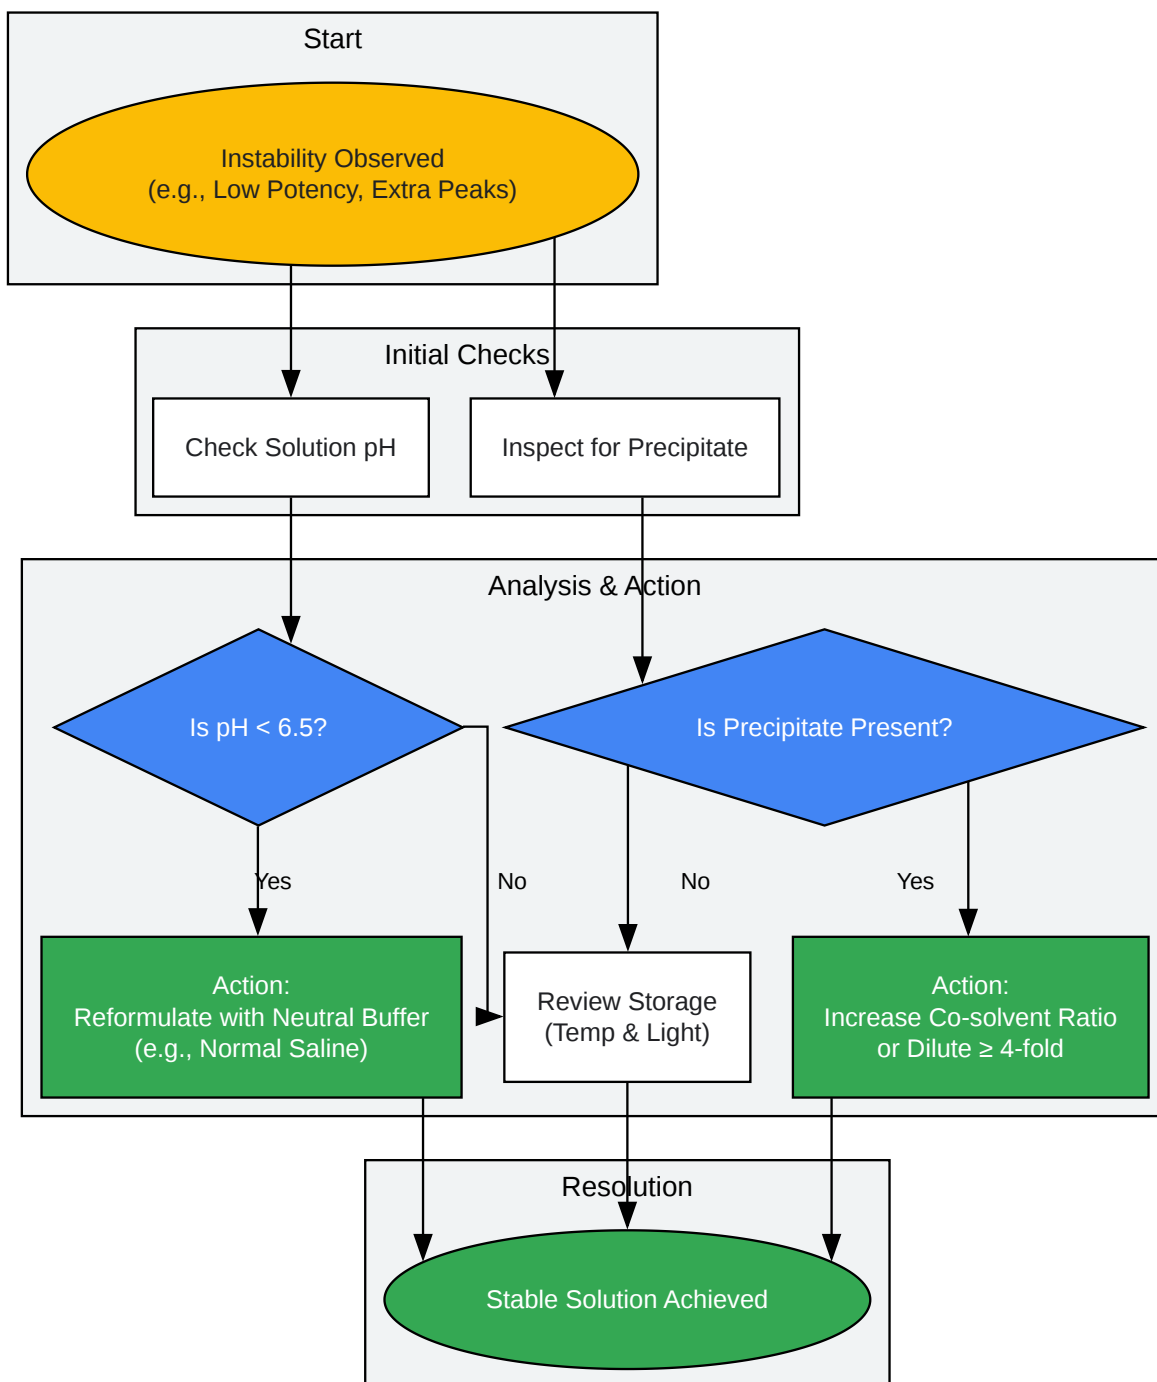 Start
Instability Observed
(e.g., Low Potency, Extra Peaks)
Initial Checks
Check Solution pH
Inspect for Precipitate
Analysis & Action
Is pH < 6.5?
Is Precipitate Present?
Yes
No
No
Yes
Action:
Reformulate with Neutral Buffer
(e.g., Normal Saline)
Review Storage
(Temp & Light)
Action:
Increase Co-solvent Ratio
or Dilute ≥ 4-fold
Resolution
Stable Solution Achieved